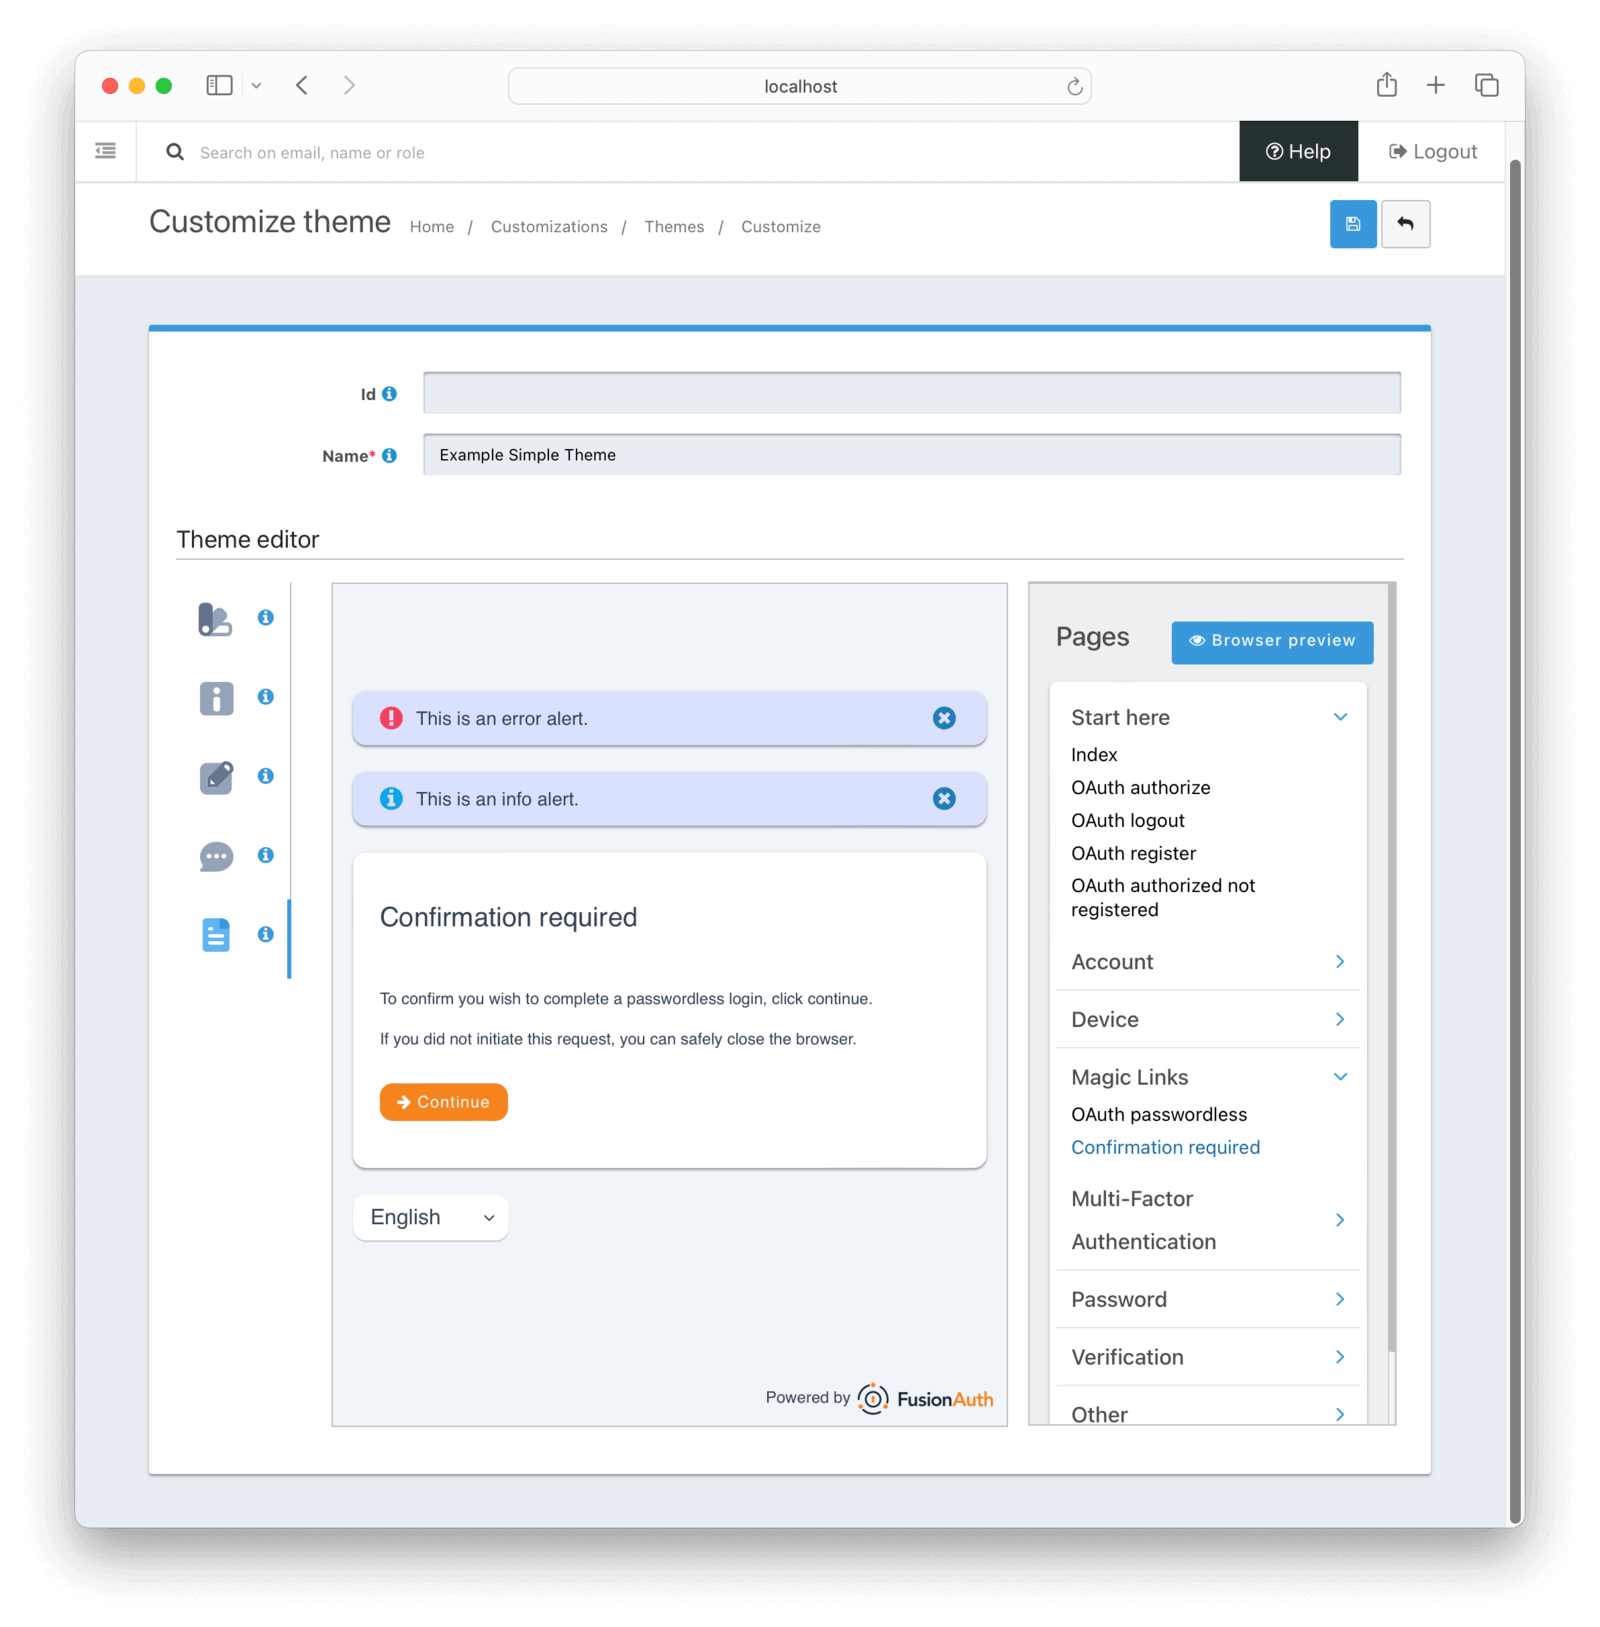 localhost
Search on email, name or role
Help
Logout
Customize theme
Home / Customizations / Themes / Customize
Id
Name*
Example Simple Theme
Theme editor
This is an error alert.
This is an info alert.
Confirmation required
To confirm you wish to complete a passwordless login, click continue.
If you did not initiate this request, you can safely close the browser.
Continue
English
Powered by FusionAuth
Pages
Browser preview
Start here
Index
OAuth authorize
OAuth logout
OAuth register
OAuth authorized not
registered
Account
Device
Magic Links
OAuth passwordless
Confirmation required
Multi-Factor
Authentication
Password
Verification
Other